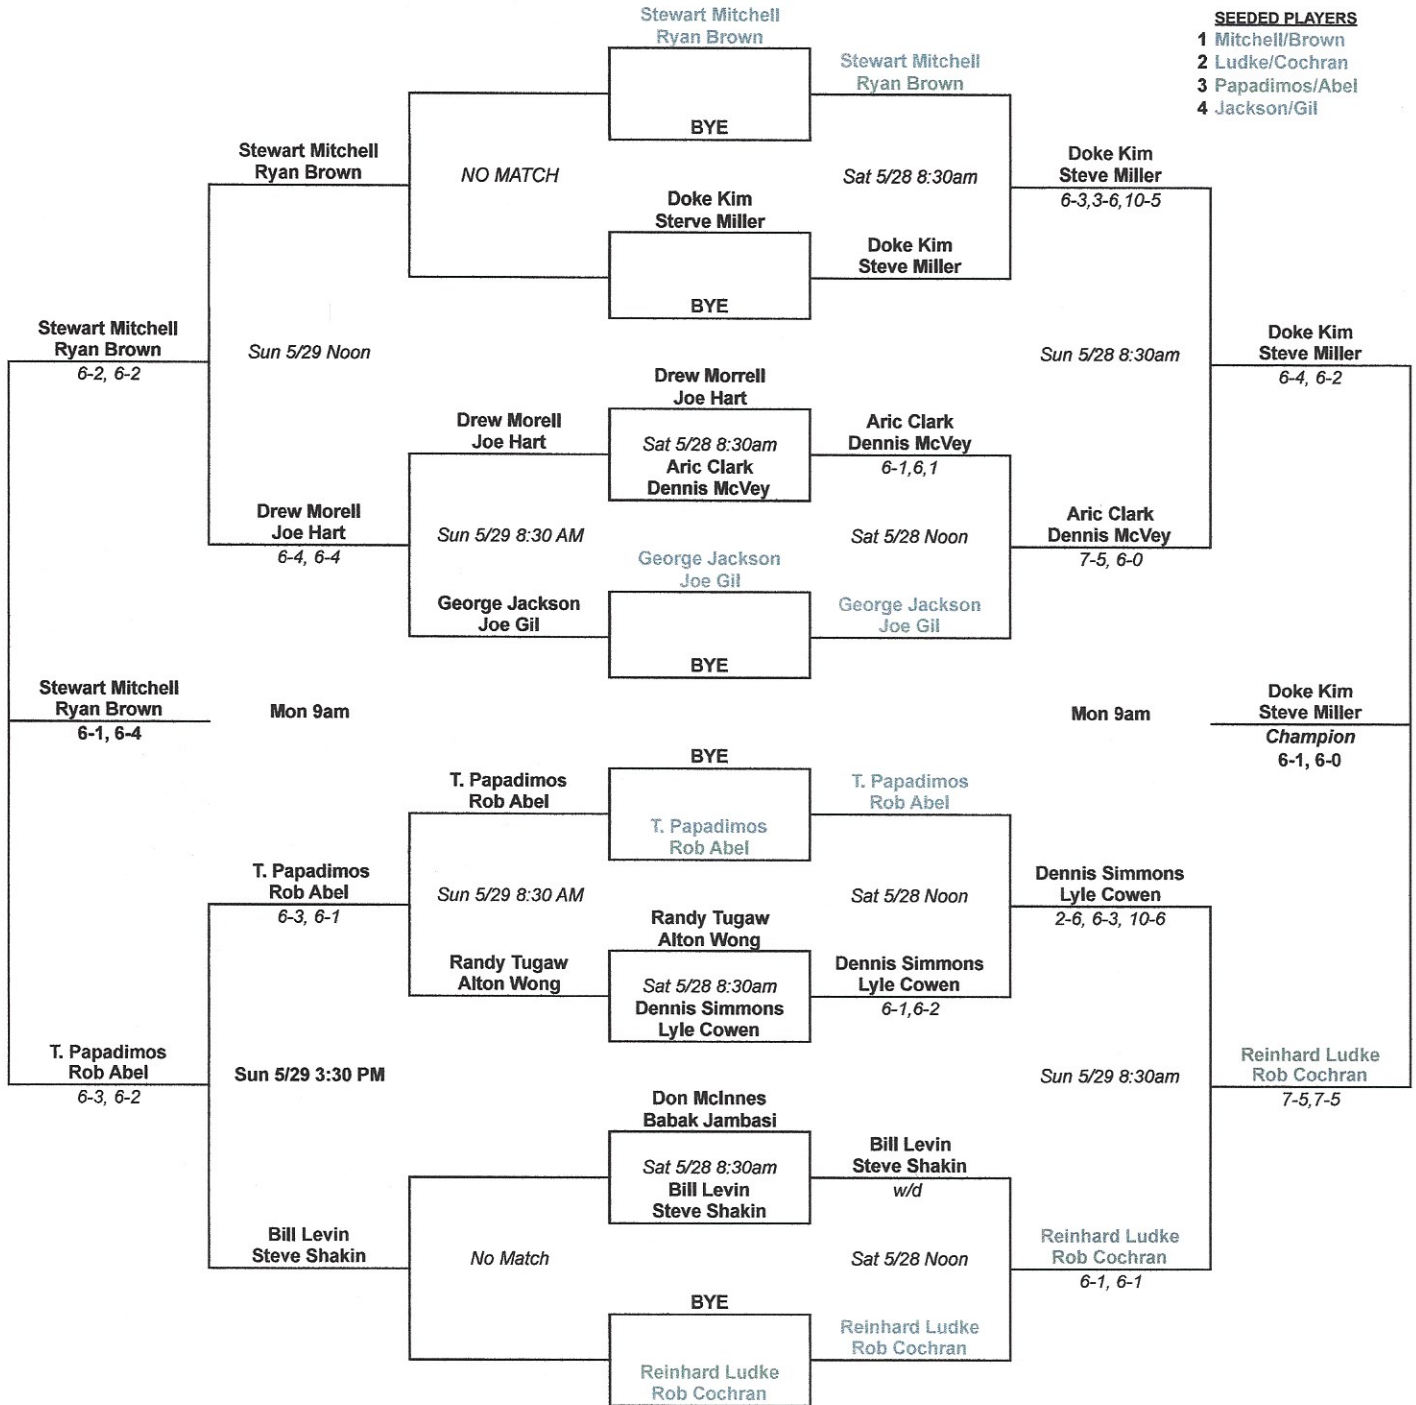 Stewart Mitchell
Ryan Brown
SEEDED PLAYERS
1 Mitchell/Brown
2 Ludke/Cochran
3 Papadimos/Abel
4 Jackson/Gil
Stewart Mitchell
Ryan Brown
BYE
Stewart Mitchell
Ryan Brown
NO MATCH
Sat 5/28 8:30am
Doke Kim
Steve Miller
6-3,3-6,10-5
Doke Kim
Sterve Miller
Doke Kim
Steve Miller
BYE
Stewart Mitchell
Ryan Brown
6-2, 6-2
Sun 5/29 Noon
Sun 5/28 8:30am
Doke Kim
Steve Miller
6-4, 6-2
Drew Morrell
Joe Hart
Drew Morell
Joe Hart
Sat 5/28 8:30am
Aric Clark
Dennis McVey
Aric Clark
Dennis McVey
6-1,6,1
Drew Morell
Joe Hart
6-4, 6-4
Sun 5/29 8:30 AM
Sat 5/28 Noon
Aric Clark
Dennis McVey
7-5, 6-0
George Jackson
Joe Gil
George Jackson
Joe Gil
George Jackson
Joe Gil
BYE
Stewart Mitchell
Ryan Brown
6-1, 6-4
Mon 9am
Mon 9am
Doke Kim
Steve Miller
Champion
6-1, 6-0
BYE
T. Papadimos
Rob Abel
T. Papadimos
Rob Abel
T. Papadimos
Rob Abel
T. Papadimos
Rob Abel
6-3, 6-1
Sun 5/29 8:30 AM
Sat 5/28 Noon
Dennis Simmons
Lyle Cowen
2-6, 6-3, 10-6
Randy Tugaw
Alton Wong
Randy Tugaw
Alton Wong
Sat 5/28 8:30am
Dennis Simmons
Lyle Cowen
Dennis Simmons
Lyle Cowen
6-1,6-2
T. Papadimos
Rob Abel
6-3, 6-2
Sun 5/29 3:30 PM
Sun 5/29 8:30am
Reinhard Ludke
Rob Cochran
7-5,7-5
Don McInnes
Babak Jambasi
Sat 5/28 8:30am
Bill Levin
Steve Shakin
Bill Levin
Steve Shakin
w/d
Bill Levin
Steve Shakin
No Match
Sat 5/28 Noon
Reinhard Ludke
Rob Cochran
6-1, 6-1
BYE
Reinhard Ludke
Rob Cochran
Reinhard Ludke
Rob Cochran